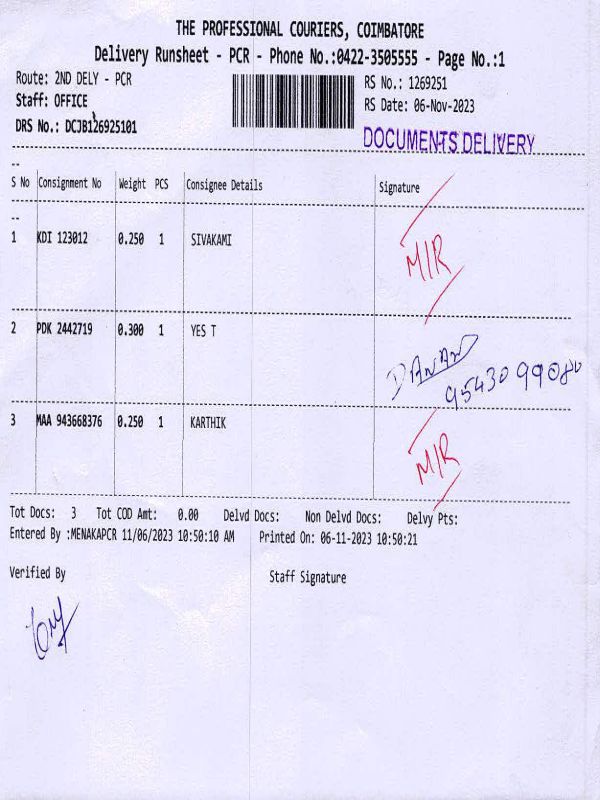 THE PROFESSIONAL COURIERS, COIMBATORE
Delivery Runsheet - PCR - Phone No.:0422-3505555 - Page No.:1
Route: 2ND DELY - PCR
RS No.: 1269251
Staff: OFFICE
RS Date: 06-Nov-2023
DRS No.: DCJB126925101
DOCUMENTS DELIVERY
--
S No Consignment No Weight PCS Consignee Details Signature
--
1 KDI 123012 0.250 1 SIVAKAMI M/R
2 PDK 2442719 0.300 1 YES T
9543099080
3 MAA 943668376 0.250 1 KARTHIK M/R
Tot Docs: 3 Tot COD Amt: 0.00 Delvd Docs: Non Delvd Docs: Delvy Pts:
Entered By :MENAKAPCR 11/06/2023 10:50:10 AM Printed On: 06-11-2023 10:50:21
Verified By Staff Signature